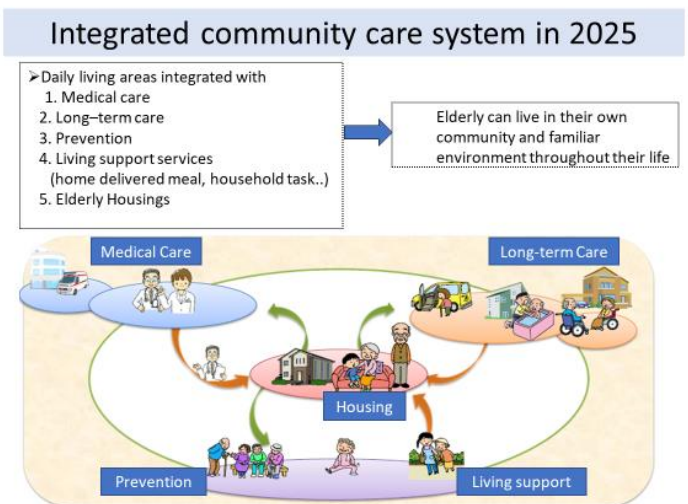 Integrated community care system in 2025
➢Daily living areas integrated with
1. Medical care
2. Long–term care
3. Prevention
4. Living support services
(home delivered meal, household task..)
5. Elderly Housings
Elderly can live in their own
community and familiar
environment throughout their life
Medical Care
Long-term Care
Housing
Prevention
Living support